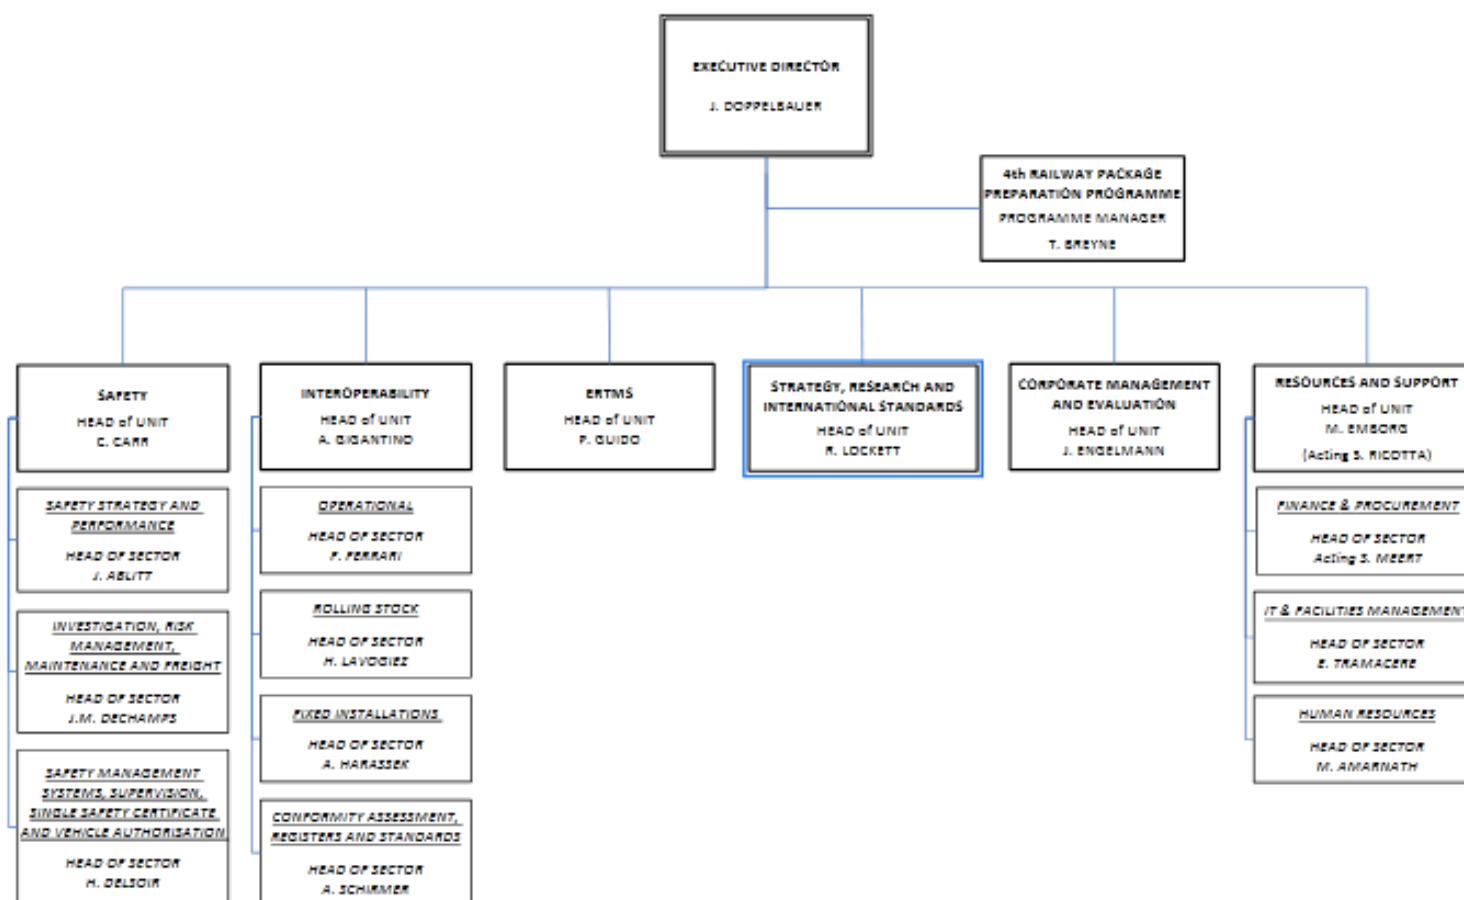 EXECUTIVE DIRECTOR
J. DOPPELBAUER
4th RAILWAY PACKAGE
PREPARATION PROGRAMME
PROGRAMME MANAGER
T. BREYNE
SAFETY
HEAD of UNIT
C. CARR
SAFETY STRATEGY AND
PERFORMANCE
HEAD OF SECTOR
J. ABLITT
INVESTIGATION, RISK
MANAGEMENT,
MAINTENANCE AND FREIGHT
HEAD OF SECTOR
J.M. DECHAMPS
SAFETY MANAGEMENT
SYSTEMS, SUPERVISION,
SINGLE SAFETY CERTIFICATE
AND VEHICLE AUTHORISATION
HEAD OF SECTOR
H. DELSOIR
INTEROPERABILITY
HEAD of UNIT
A. GIGANTINO
OPERATIONAL
HEAD OF SECTOR
F. FERRARI
ROLLING STOCK
HEAD OF SECTOR
H. LAVOGIEZ
FIXED INSTALLATIONS
HEAD OF SECTOR
A. HARASSEK
CONFORMITY ASSESSMENT,
REGISTERS AND STANDARDS
HEAD OF SECTOR
A. SCHIRMER
ERTMS
HEAD of UNIT
P. GUIDO
STRATEGY, RESEARCH AND
INTERNATIONAL STANDARDS
HEAD of UNIT
R. LOCKETT
CORPORATE MANAGEMENT
AND EVALUATION
HEAD of UNIT
J. ENGELMANN
RESOURCES AND SUPPORT
HEAD of UNIT
M. EMBORG
(Acting S. RICOTTA)
FINANCE & PROCUREMENT
HEAD OF SECTOR
Acting S. MEERT
IT & FACILITIES MANAGEMENT
HEAD OF SECTOR
E. TRAMACERE
HUMAN RESOURCES
HEAD OF SECTOR
M. AMARNATH